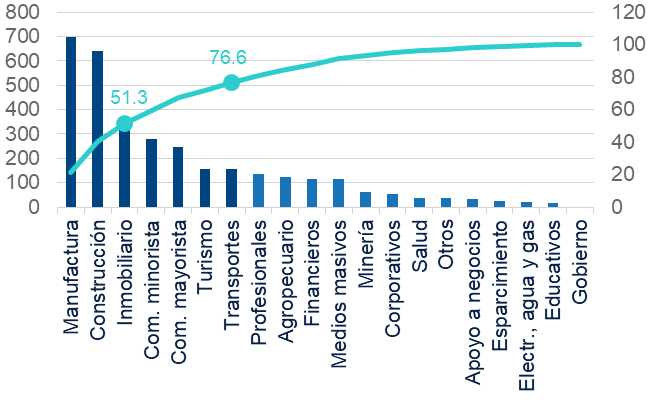 800
700
600
500
400
300
200
100
0
120
100
80
60
40
20
0
51.3
76.6
Manufactura
Construcción
Inmobiliario
Com. minorista
Com. mayorista
Turismo
Transportes
Profesionales
Agropecuario
Financieros
Medios masivos
Minería
Corporativos
Salud
Otros
Apoyo a negocios
Esparcimiento
Electr., agua y gas
Educativos
Gobierno